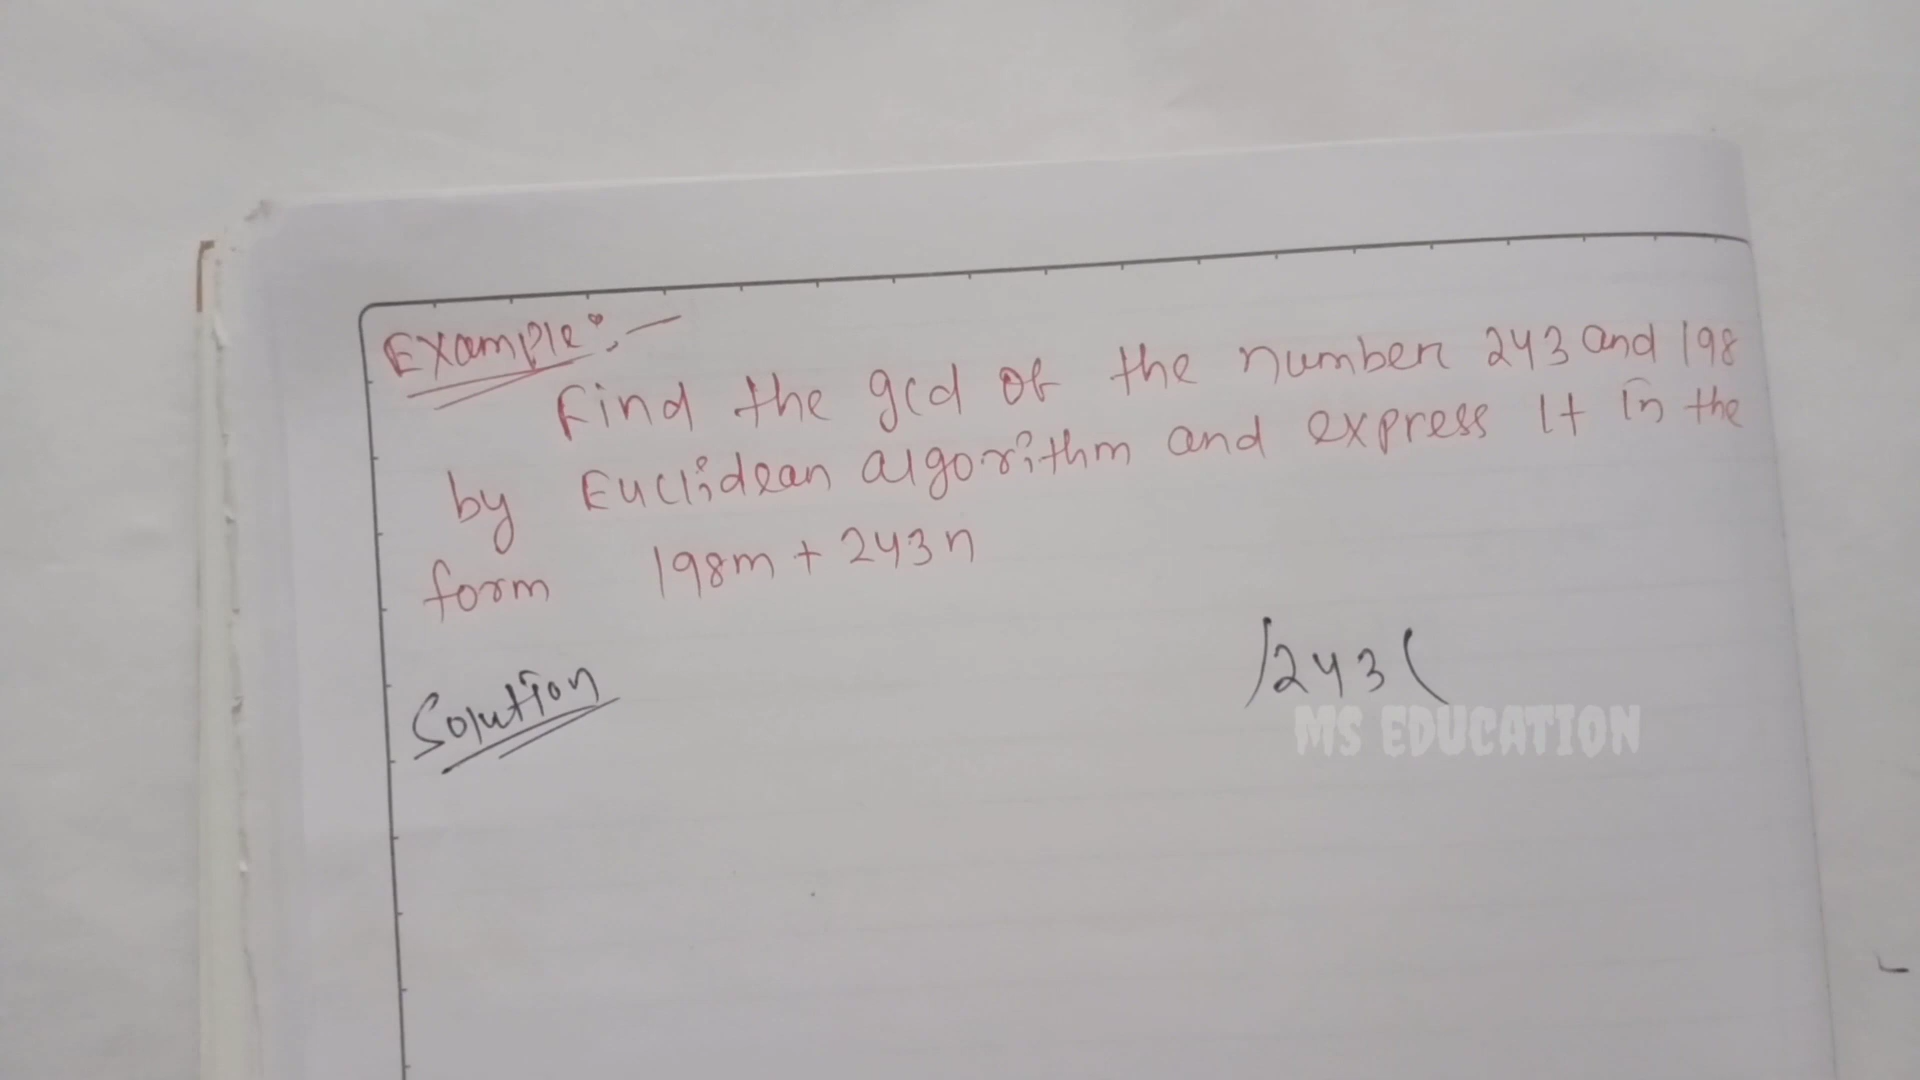 Example:-
Find the gcd of the number 243 and 198
by Euclidean algorithm and express It in the
form 198m + 243n
Solution
)243(
MS EDUCATION